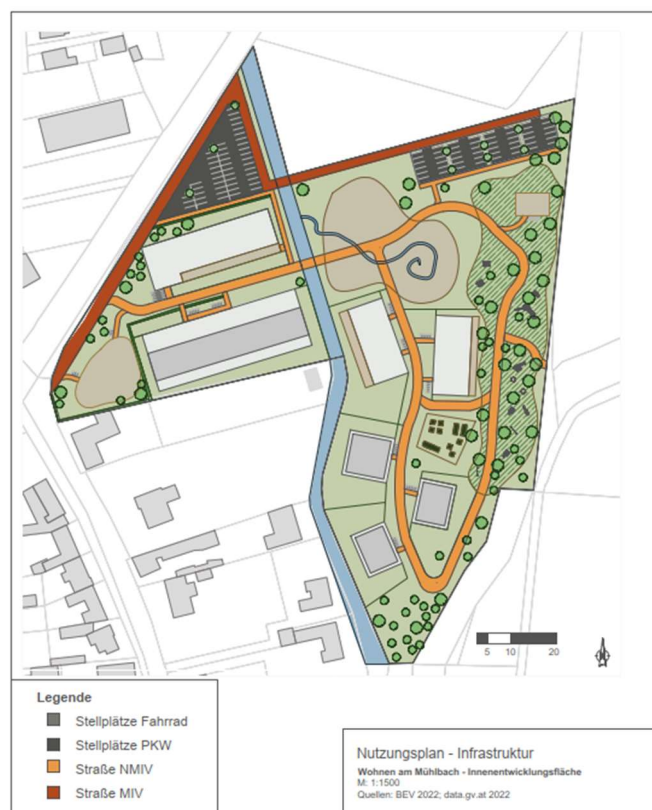 5 10 20
Legende
Stellplätze Fahrrad
Stellplätze PKW
Straße NMIV
Straße MIV
Nutzungsplan - Infrastruktur
Wohnen am Mühlbach - Innenentwicklungsfläche
M: 1:1500
Quellen: BEV 2022; data.gv.at 2022